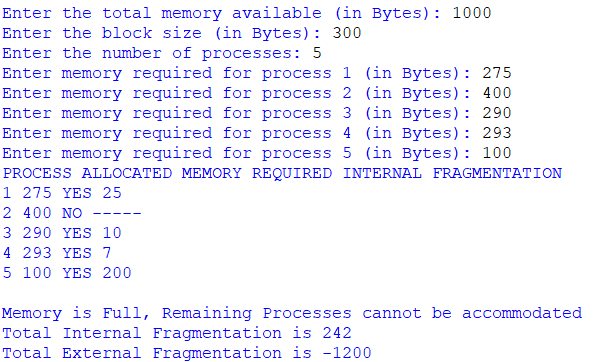 Enter the total memory available (in Bytes): 1000
Enter the block size (in Bytes): 300
Enter the number of processes: 5
Enter memory required for process 1 (in Bytes): 275
Enter memory required for process 2 (in Bytes): 400
Enter memory required for process 3 (in Bytes): 290
Enter memory required for process 4 (in Bytes): 293
Enter memory required for process 5 (in Bytes): 100
PROCESS ALLOCATED MEMORY REQUIRED INTERNAL FRAGMENTATION
1 275 YES 25
2 400 NO -----
3 290 YES 10
4 293 YES 7
5 100 YES 200
Memory is Full, Remaining Processes cannot be accommodated
Total Internal Fragmentation is 242
Total External Fragmentation is -1200